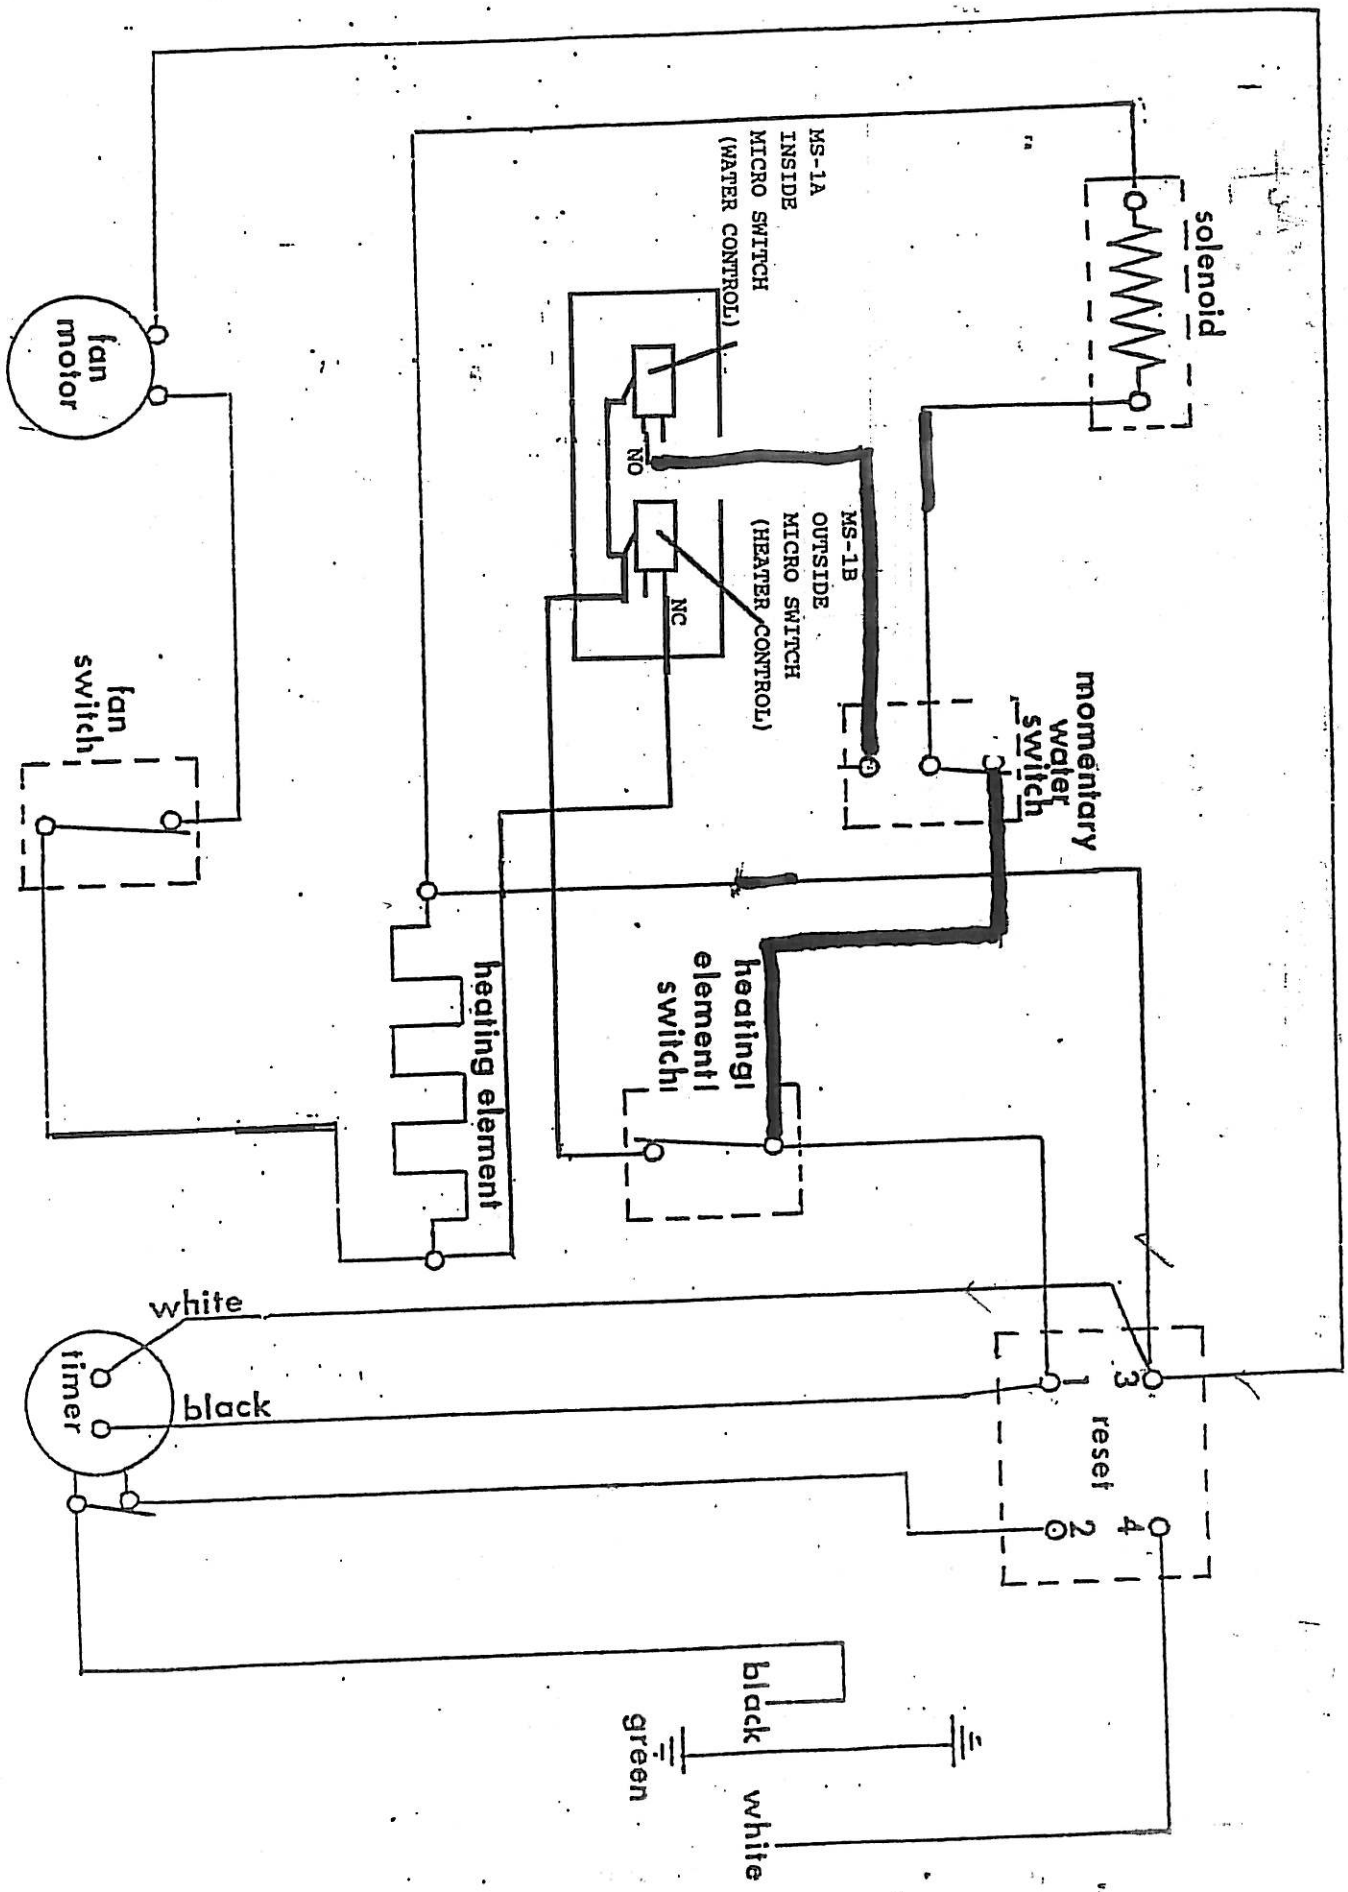 solenoid
MS-1A
INSIDE
MICRO SWITCH
(WATER CONTROL)
fan
motor
NO
MS-1B
OUTSIDE
MICRO SWITCH
(HEATER CONTROL)
NC
momentary
water
switch
fan
switch
heating
element
switch
heating element
white
timer
black
1
3
reset
2
4
black
green
white